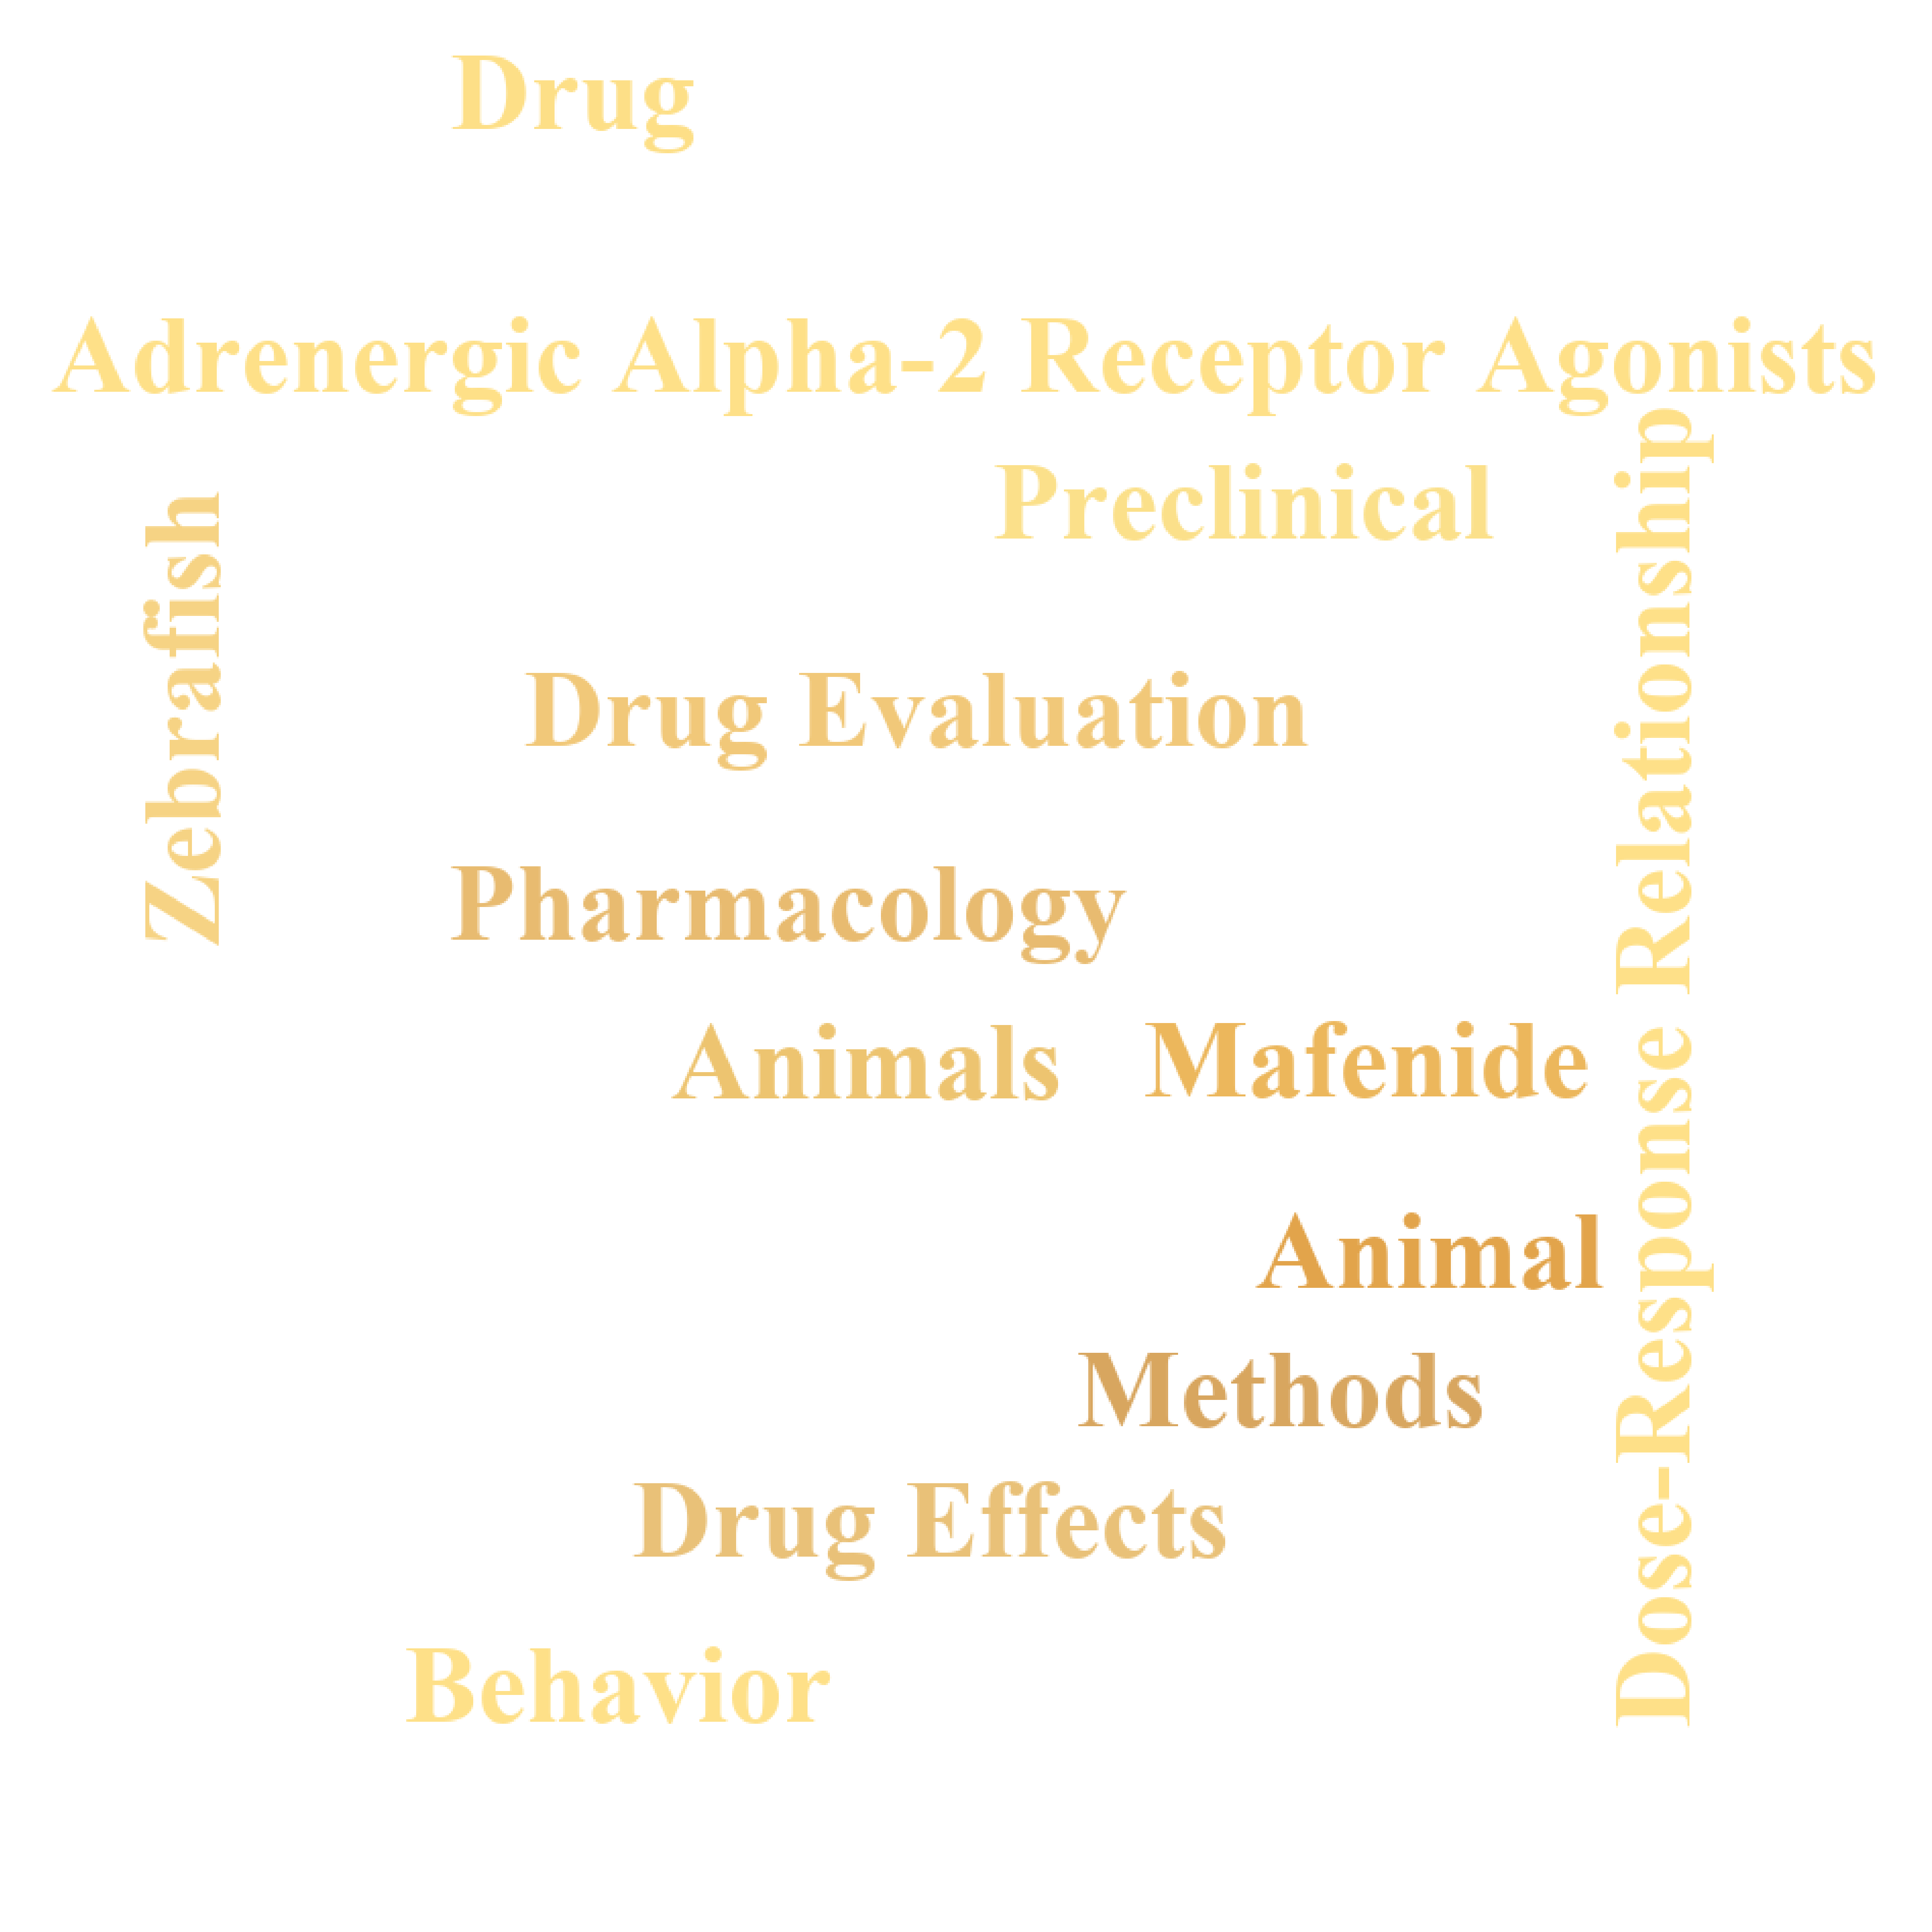 Drug
Adrenergic Alpha-2 Receptor Agonists
Preclinical
Zebrafish
Dose-Response Relationship
Drug Evaluation
Pharmacology
Animals
Mafenide
Animal
Methods
Drug Effects
Behavior